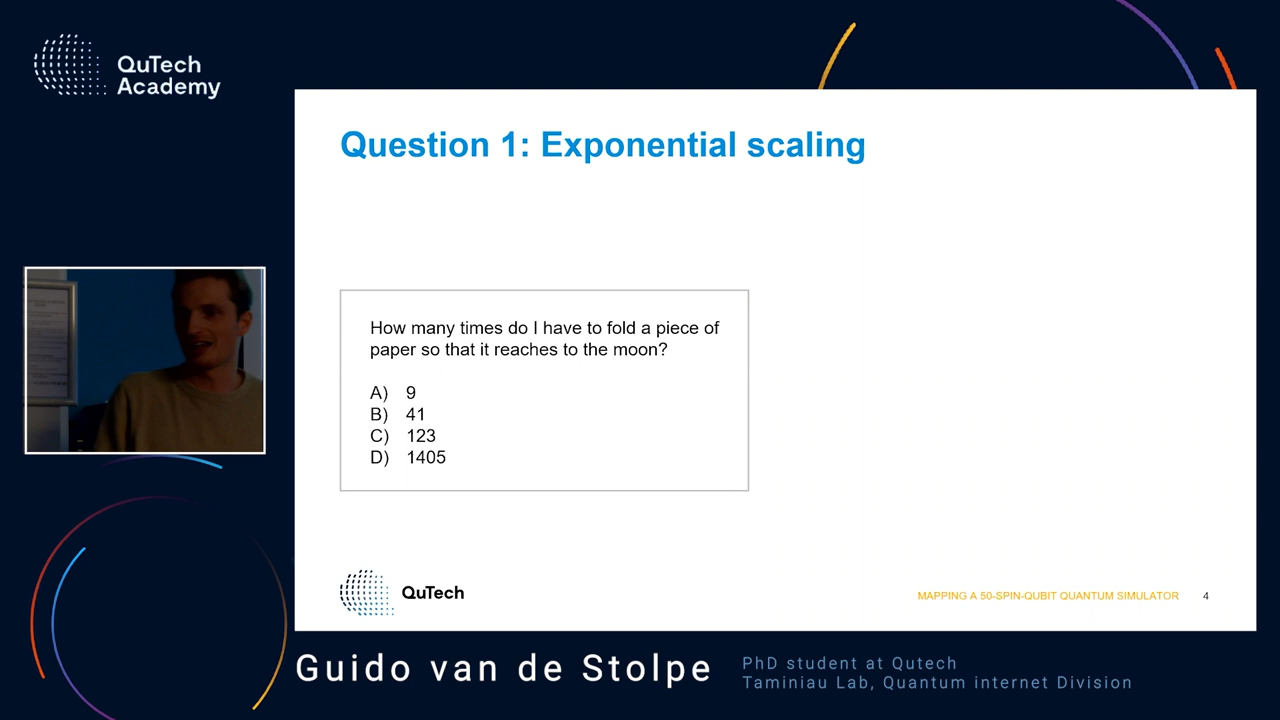 QuTech
Academy
Question 1: Exponential scaling
How many times do I have to fold a piece of
paper so that it reaches to the moon?
A) 9
B) 41
C) 123
D) 1405
QuTech
MAPPING A 50-SPIN-QUBIT QUANTUM SIMULATOR 4
Guido van de Stolpe
PhD student at Qutech
Taminiau Lab, Quantum internet Division